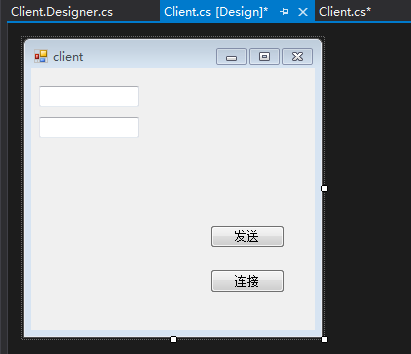 Client.Designer.cs Client.cs [Design]* Client.cs*
client
发送
连接